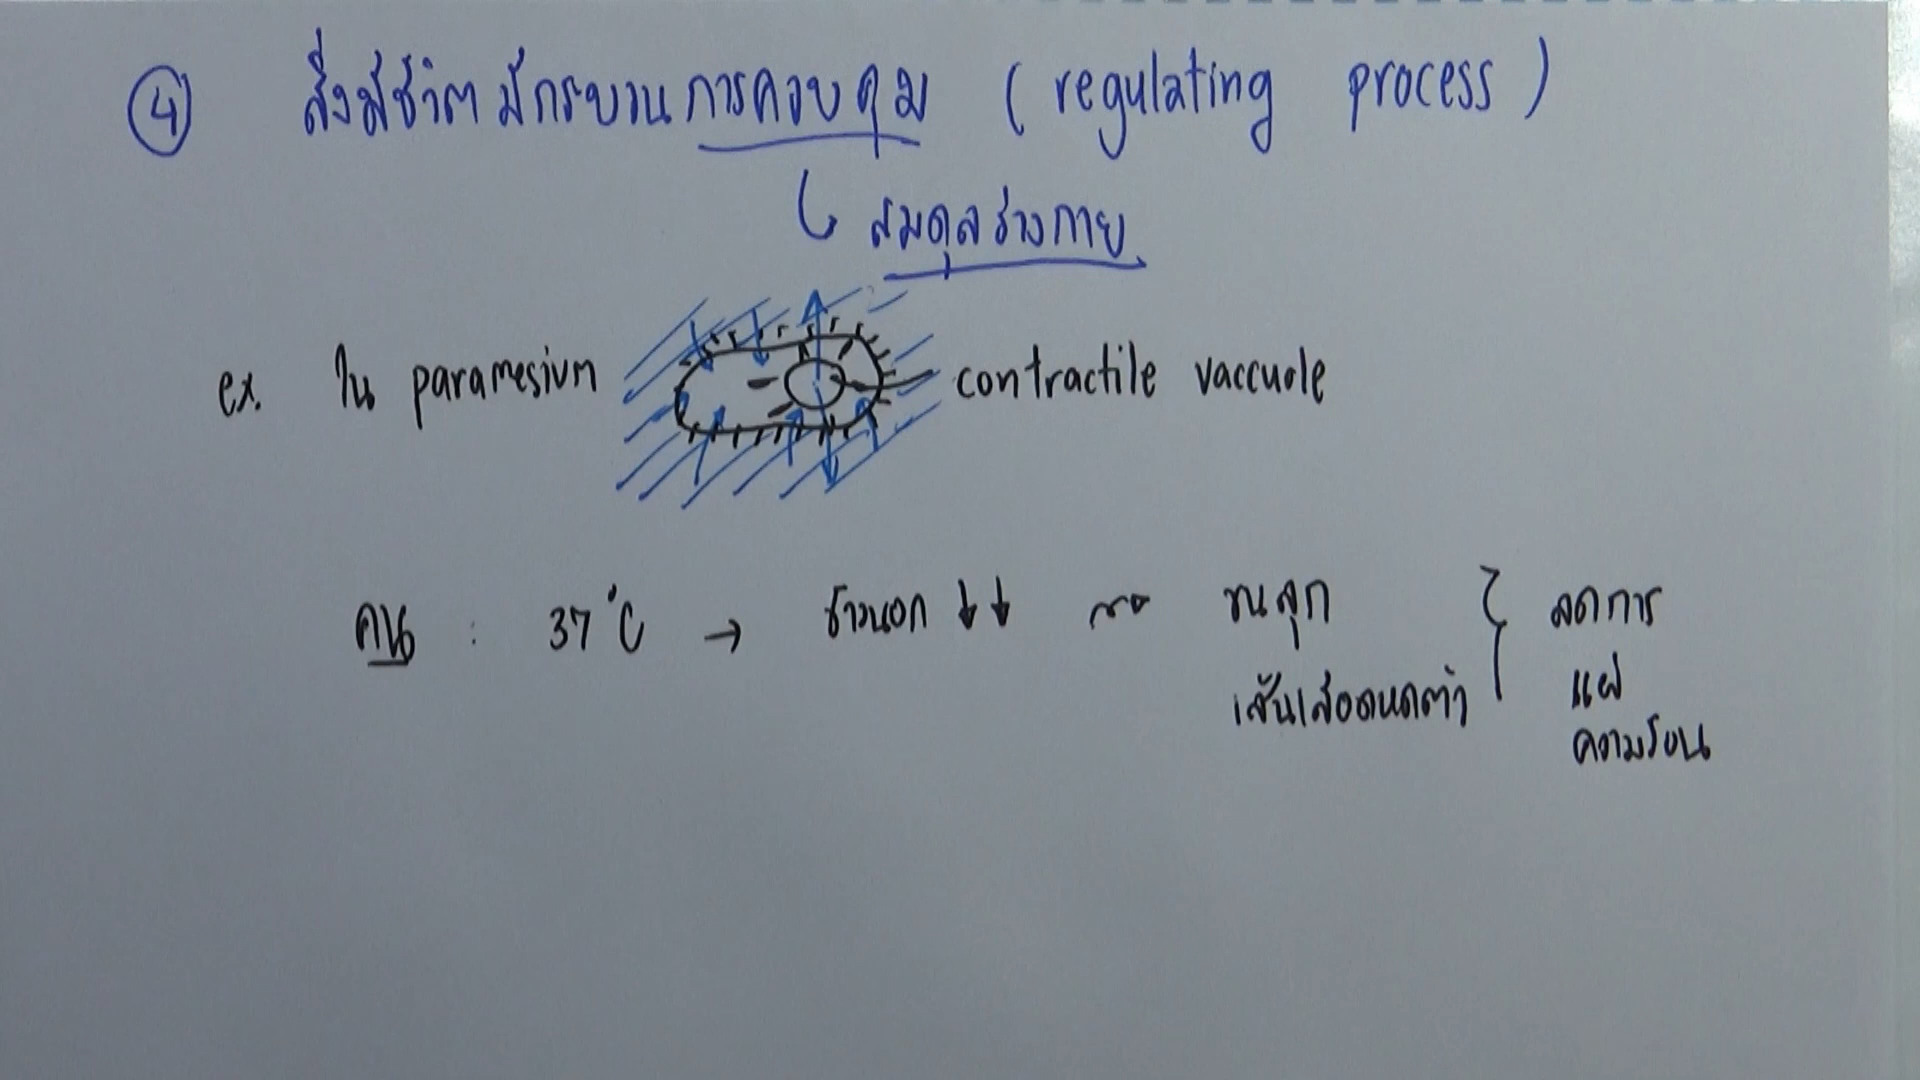 ④ สิ่งมีชีวิตมีกระบวนการควบคุม ( regulating process )
↳ สมดุลร่างกาย
ex. ใน paramesium contractile vaccuole
คน : 37 °C → ข้างนอก ↓↓ ขนลุก } ลดการ
เส้นเลือดหดตัว แผ่
ความร้อน